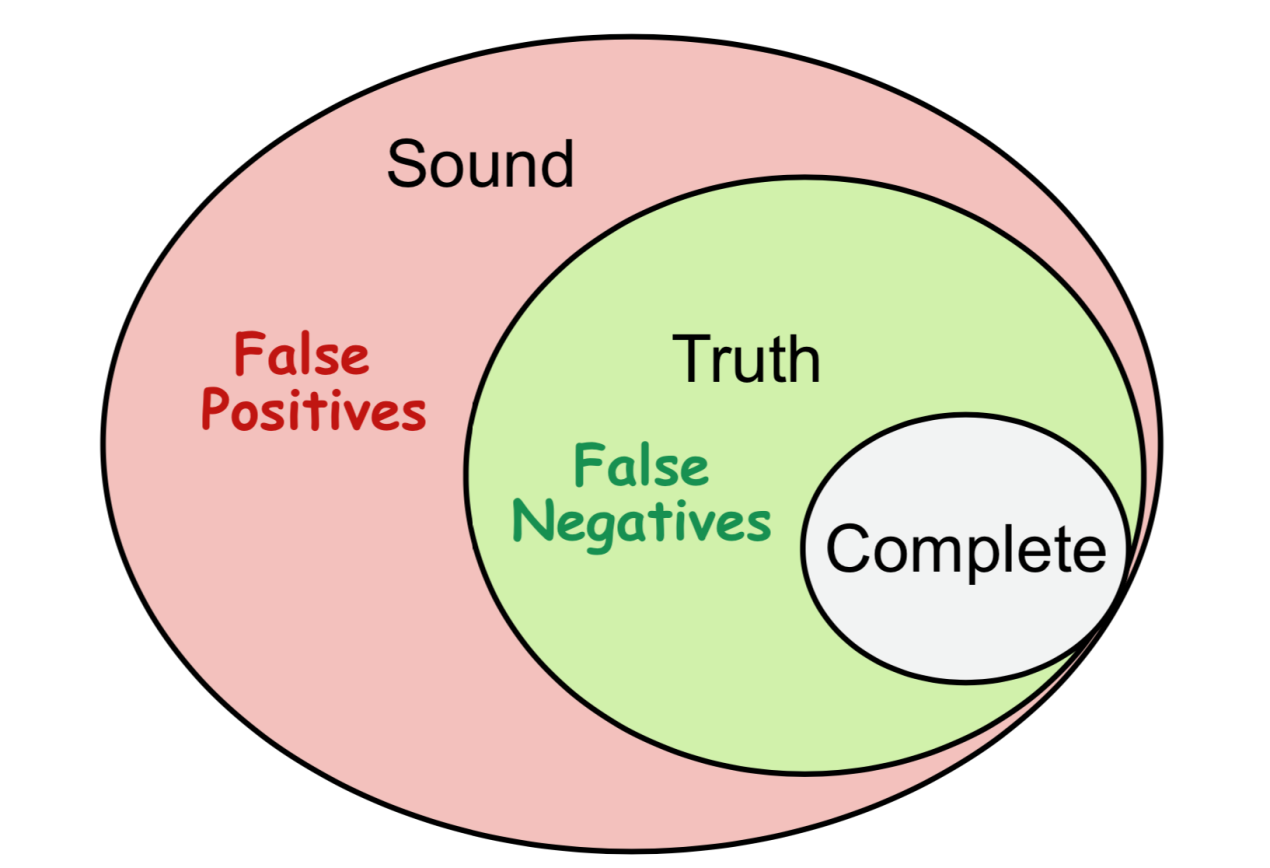 Sound
False
Positives
Truth
False
Negatives
Complete